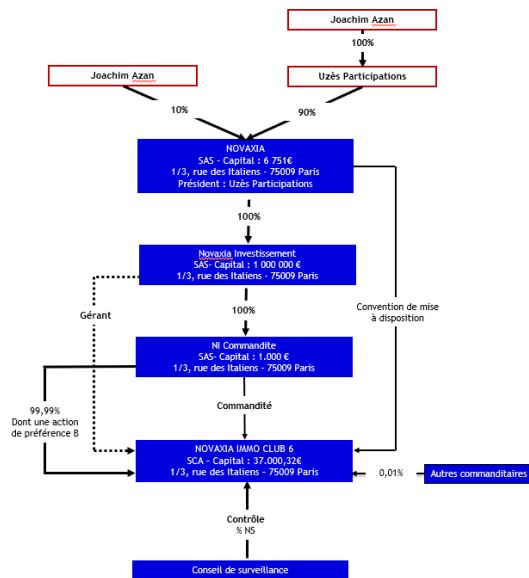 Joachim Azan
100%
Joachim Azan
Uzès Participations
10%
90%
NOVAXIA
SAS - Capital : 6 751€
1/3, rue des Italiens - 75009 Paris
Président : Uzès Participations
100%
Novaxia Investissement
SAS- Capital : 1 000 000 €
1/3, rue des Italiens - 75009 Paris
Gérant
100%
Convention de mise
à disposition
NI Commandite
SAS- Capital : 1.000 €
1/3, rue des Italiens - 75009 Paris
99,99%
Dont une action
de préférence B
Commandité
NOVAXIA IMMO CLUB 6
SCA - Capital : 37.000,32€
1/3, rue des Italiens - 75009 Paris
0,01%
Autres commanditaires
Contrôle
% NS
Conseil de surveillance